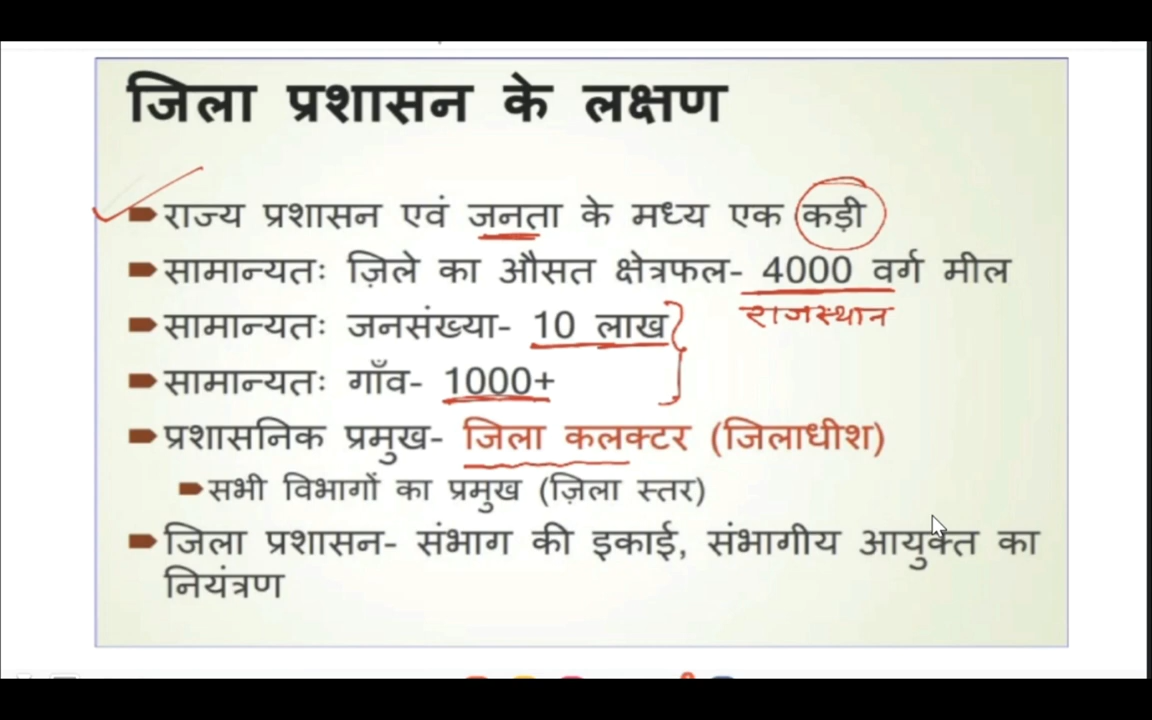 जिला प्रशासन के लक्षण
राज्य प्रशासन एवं जनता के मध्य एक कड़ी
सामान्यतः ज़िले का औसत क्षेत्रफल- 4000 वर्ग मील
राजस्थान
सामान्यतः जनसंख्या- 10 लाख
सामान्यतः गाँव- 1000+
प्रशासनिक प्रमुख- जिला कलक्टर (जिलाधीश)
सभी विभागों का प्रमुख (ज़िला स्तर)
जिला प्रशासन- संभाग की इकाई, संभागीय आयुक्त का
नियंत्रण